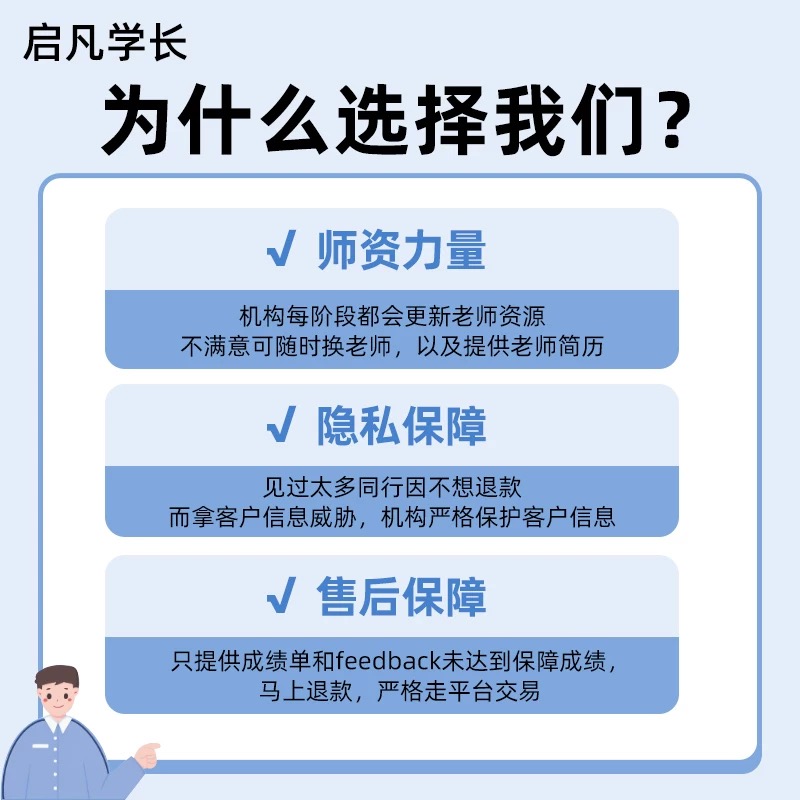 启凡学长
为什么选择我们？
√ 师资力量
机构每阶段都会更新老师资源
不满意可随时换老师，以及提供老师简历
√ 隐私保障
见过太多同行因不想退款
而拿客户信息威胁，机构严格保护客户信息
√ 售后保障
只提供成绩单和feedback未达到保障成绩，
马上退款，严格走平台交易